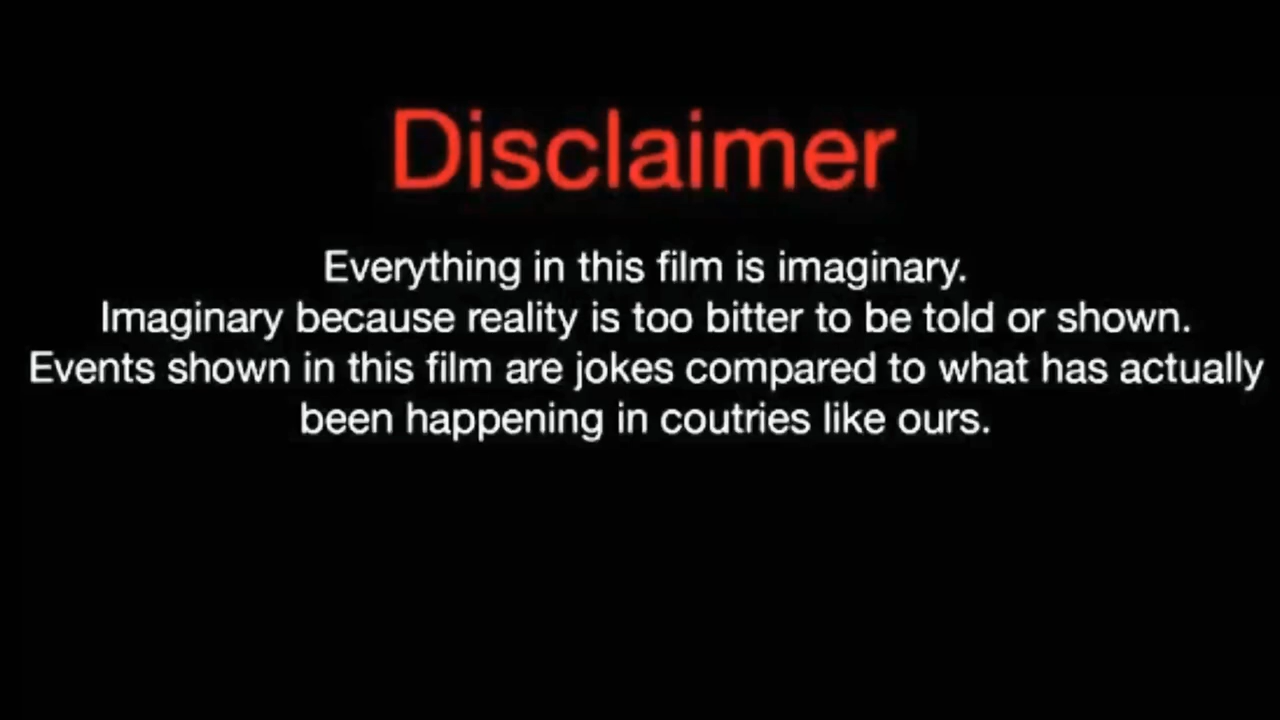 Disclaimer
Everything in this film is imaginary.
Imaginary because reality is too bitter to be told or shown.
Events shown in this film are jokes compared to what has actually
been happening in coutries like ours.